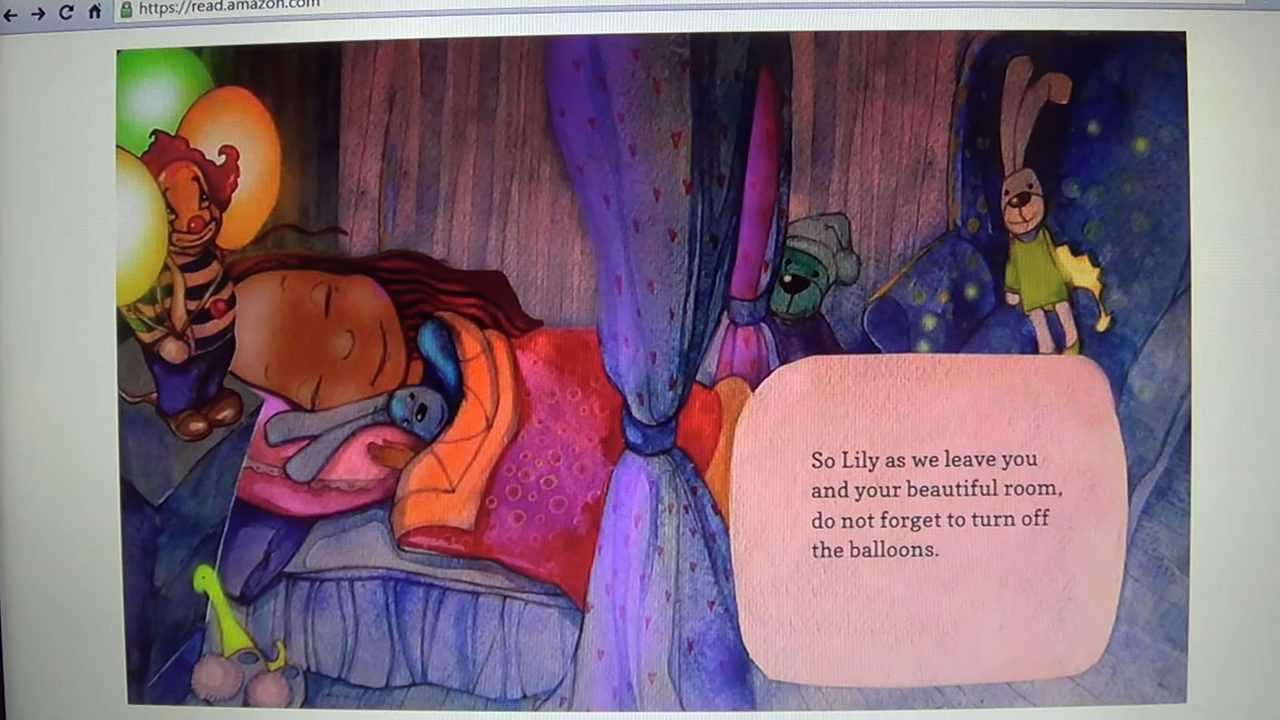 https://read.amazon.com
So Lily as we leave you
and your beautiful room,
do not forget to turn off
the balloons.